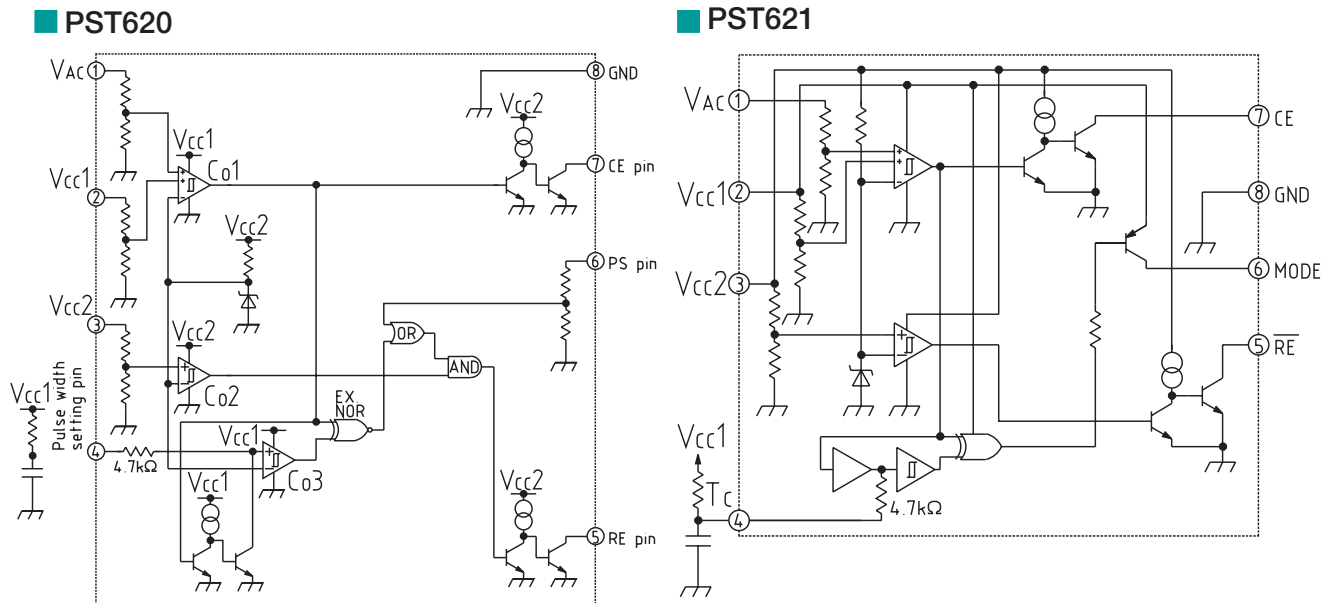 PST620
VAC
1
8 GND
Vcc2
Vcc1
Co1
Vcc1
2
7 CE pin
Vcc2
6 PS pin
Vcc2
3
Vcc2
OR
AND
Co2
EX.
NOR
Vcc1
Pulse width
setting pin
4
4.7kΩ
Vcc1
Co3
Vcc1
Vcc2
5 RE pin
PST621
VAC
1
7 CE
Vcc1
2
8 GND
6 MODE
Vcc2
3
5 RE
Vcc1
Tc
4
4.7kΩ